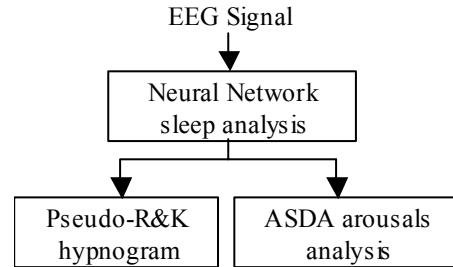 EEG Signal
Neural Network
sleep analysis
Pseudo-R&K
hypnogram
ASDA arousals
analysis